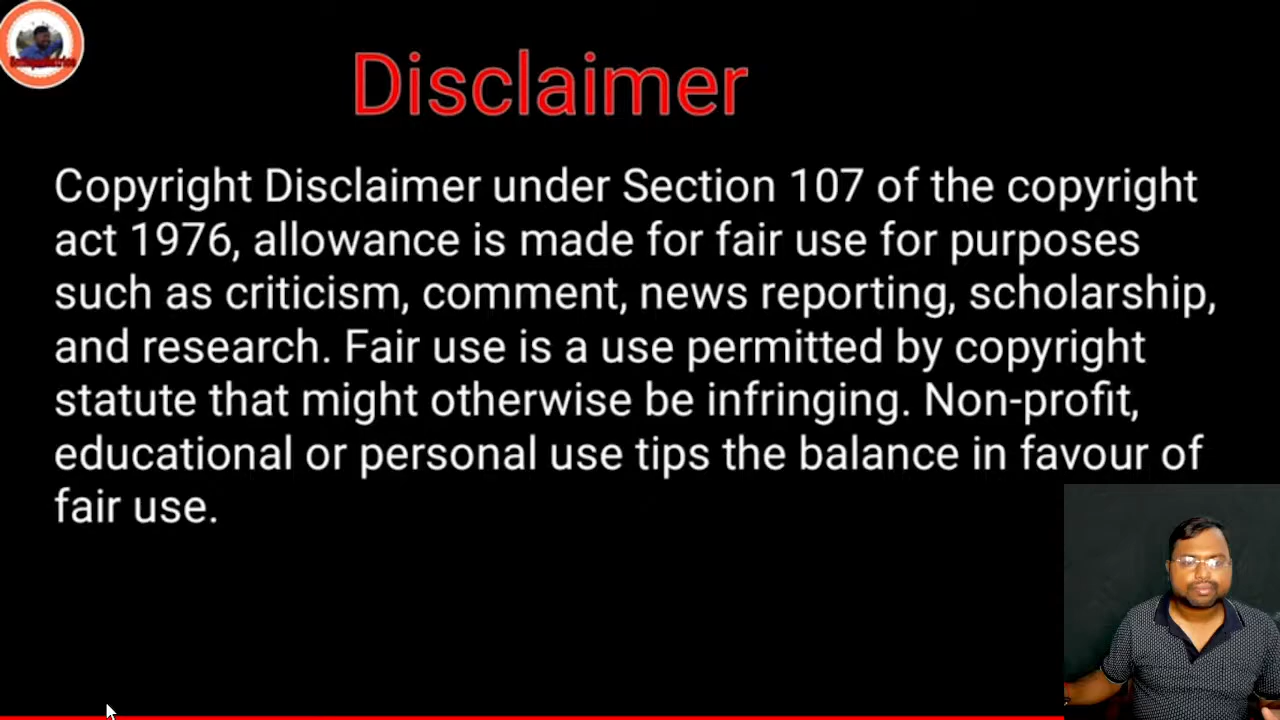 Disclaimer
Copyright Disclaimer under Section 107 of the copyright
act 1976, allowance is made for fair use for purposes
such as criticism, comment, news reporting, scholarship,
and research. Fair use is a use permitted by copyright
statute that might otherwise be infringing. Non-profit,
educational or personal use tips the balance in favour of
fair use.